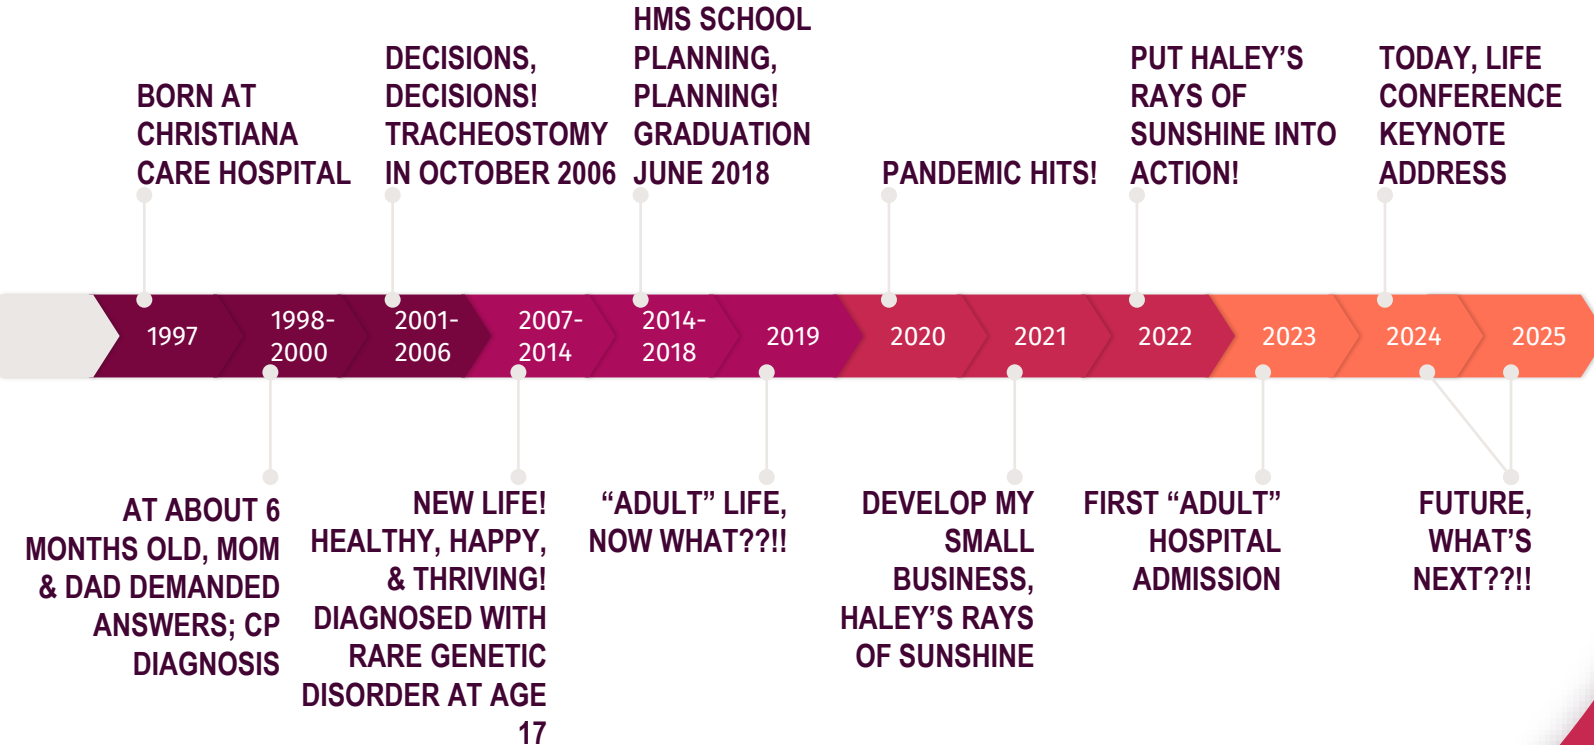 BORN AT
CHRISTIANA
CARE HOSPITAL
DECISIONS,
DECISIONS!
TRACHEOSTOMY
IN OCTOBER 2006
HMS SCHOOL
PLANNING,
PLANNING!
GRADUATION
JUNE 2018
PANDEMIC HITS!
PUT HALEY’S
RAYS OF
SUNSHINE INTO
ACTION!
TODAY, LIFE
CONFERENCE
KEYNOTE
ADDRESS
1997
1998-
2000
2001-
2006
2007-
2014
2014-
2018
2019
2020
2021
2022
2023
2024
2025
AT ABOUT 6
MONTHS OLD, MOM
& DAD DEMANDED
ANSWERS; CP
DIAGNOSIS
NEW LIFE!
HEALTHY, HAPPY,
& THRIVING!
DIAGNOSED WITH
RARE GENETIC
DISORDER AT AGE
17
“ADULT” LIFE,
NOW WHAT??!!
DEVELOP MY
SMALL
BUSINESS,
HALEY’S RAYS
OF SUNSHINE
FIRST “ADULT”
HOSPITAL
ADMISSION
FUTURE,
WHAT’S
NEXT??!!